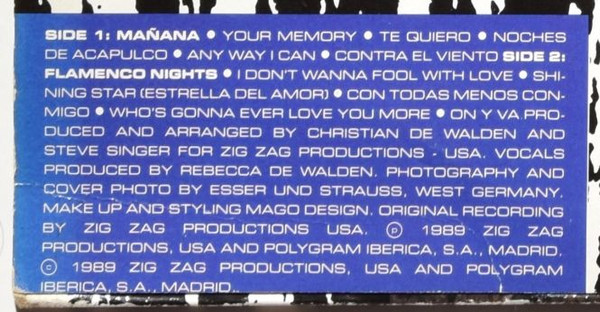 SIDE 1: MAÑANA ● YOUR MEMORY ● TE QUIERO ● NOCHES
DE ACAPULCO ● ANY WAY I CAN ● CONTRA EL VIENTO SIDE 2:
FLAMENCO NIGHTS ● I DON'T WANNA FOOL WITH LOVE ● SHI-
NING STAR (ESTRELLA DEL AMOR) ● CON TODAS MENOS CON-
MIGO ● WHO'S GONNA EVER LOVE YOU MORE ● ON Y VA PRO-
DUCED AND ARRANGED BY CHRISTIAN DE WALDEN AND
STEVE SINGER FOR ZIG ZAG PRODUCTIONS - USA. VOCALS
PRODUCED BY REBECCA DE WALDEN. PHOTOGRAPHY AND
COVER PHOTO BY ESSER UND STRAUSS, WEST GERMANY.
MAKE UP AND STYLING MAGO DESIGN. ORIGINAL RECORDING
BY ZIG ZAG PRODUCTIONS USA. Ⓟ 1989 ZIG ZAG
PRODUCTIONS, USA AND POLYGRAM IBERICA, S.A., MADRID.
© 1989 ZIG ZAG PRODUCTIONS, USA AND POLYGRAM
IBERICA, S.A., MADRID.